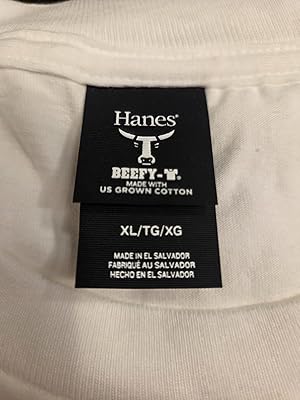 Hanes®
BEEFY-T®
MADE WITH
US GROWN COTTON
XL/TG/XG
MADE IN EL SALVADOR
FABRIQUÉ AU SALVADOR
HECHO EN EL SALVADOR